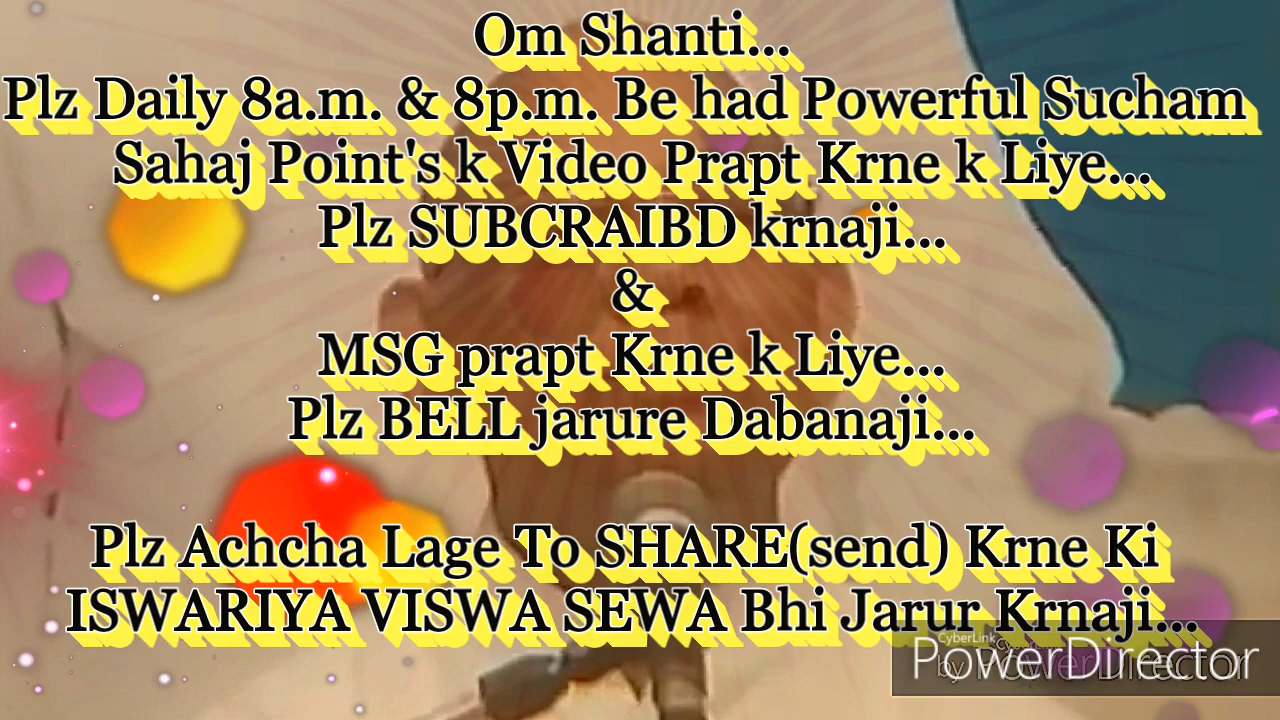 Om Shanti...
Plz Daily 8a.m. & 8p.m. Be had Powerful Sucham
Sahaj Point's k Video Prapt Krne k Liye...
Plz SUBCRAIBD krnaji...
&
MSG prapt Krne k Liye...
Plz BELL jarure Dabanaji...
Plz Achcha Lage To SHARE(send) Krne Ki
ISWARIYA VISWA SEWA Bhi Jarur Krnaji...
CyberLink
by PowerDirector